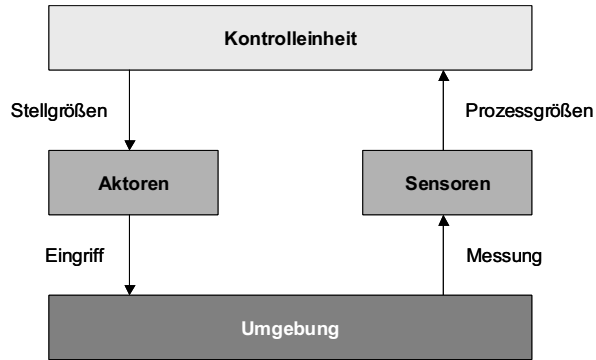 Kontrolleinheit
Stellgrößen
Prozessgrößen
Aktoren
Sensoren
Eingriff
Messung
Umgebung